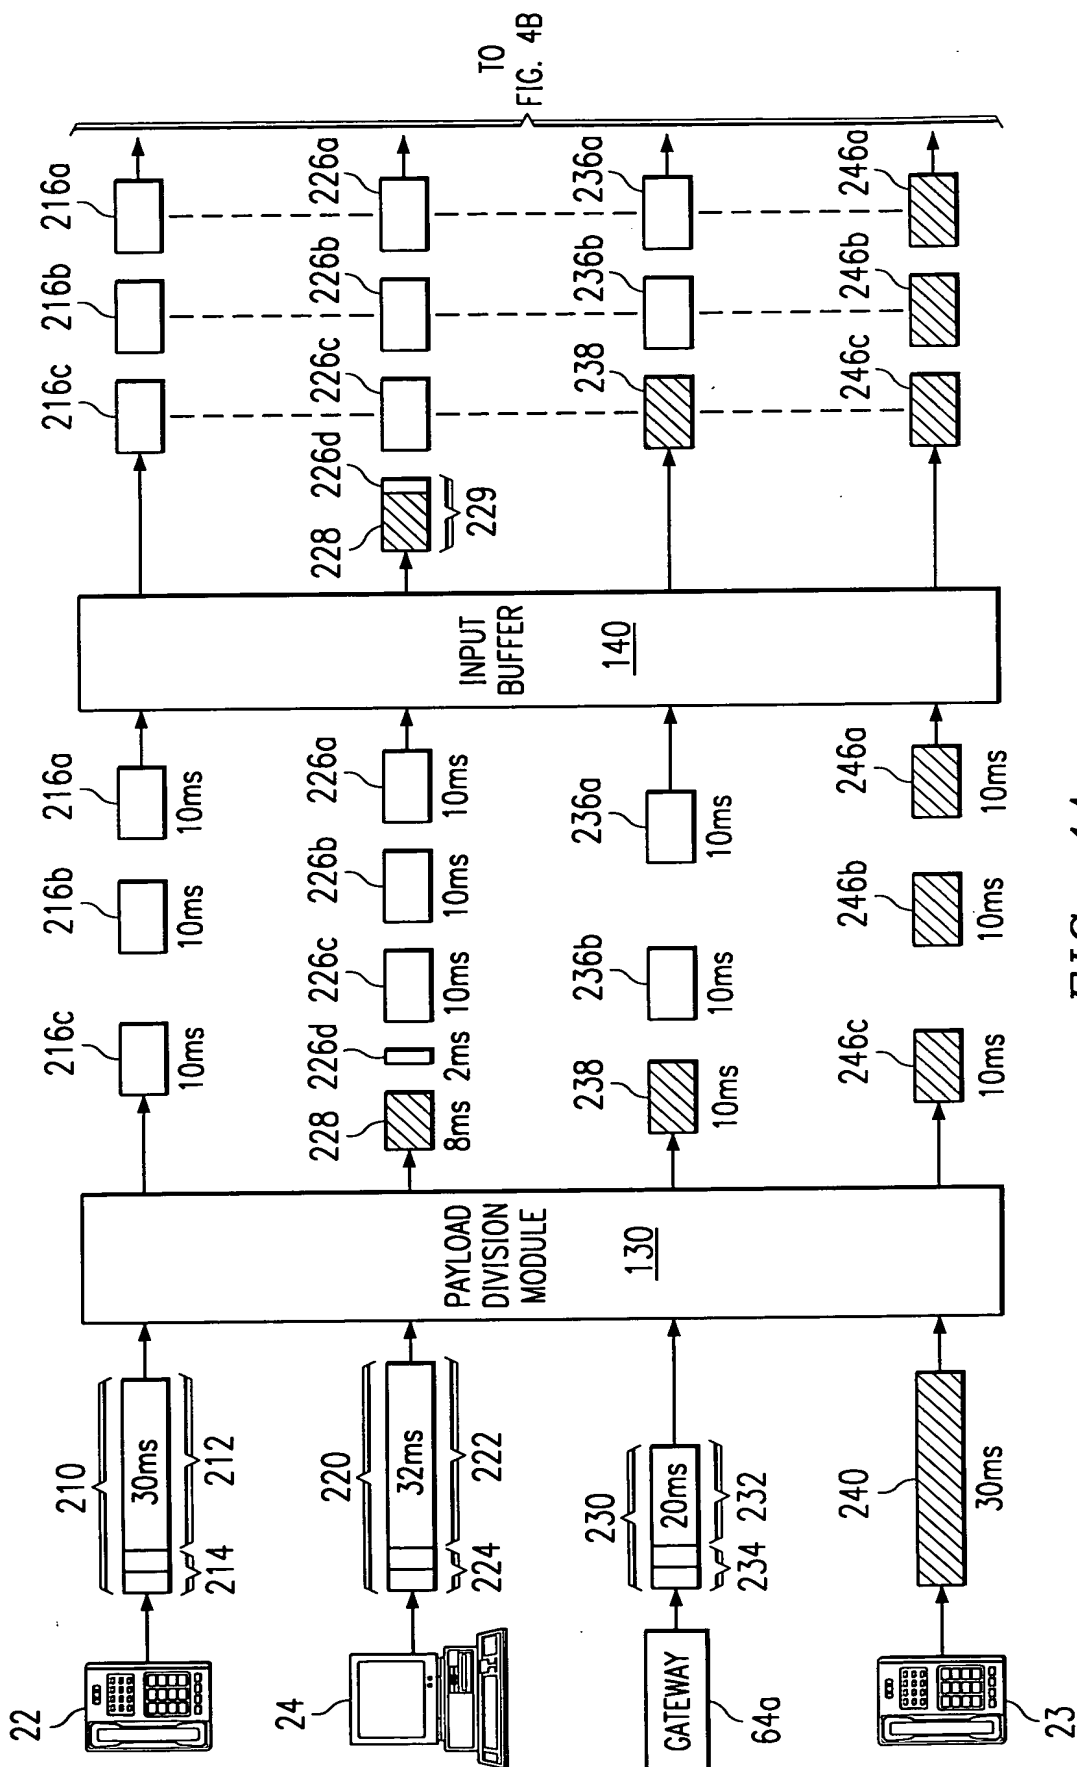 22
210
30ms
214
212
24
220
32ms
224
222
GATEWAY
64a
230
20ms
234
232
23
240
30ms
PAYLOAD
DIVISION
MODULE
130
216c
216b
216a
10ms
10ms
10ms
228
226d
226c
226b
226a
8ms
2ms
10ms
10ms
10ms
238
236b
236a
10ms
10ms
10ms
246c
246b
246a
10ms
10ms
10ms
INPUT
BUFFER
140
216c
216b
216a
228
226d
226c
226b
226a
229
238
236b
236a
246c
246b
246a
TO
FIG. 4B